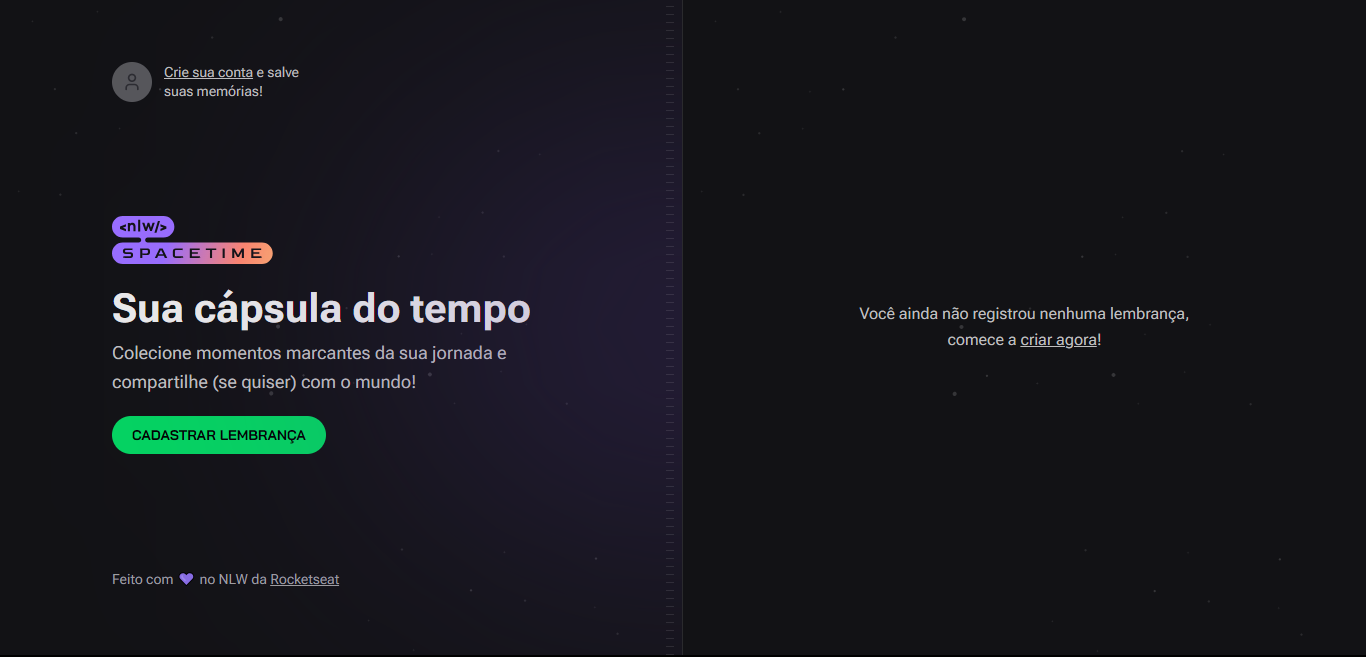 Crie sua conta e salve
suas memórias!
<nlw/>
SPACETIME
Sua cápsula do tempo
Colecione momentos marcantes da sua jornada e
compartilhe (se quiser) com o mundo!
CADASTRAR LEMBRANÇA
Feito com 💜 no NLW da Rocketseat
Você ainda não registrou nenhuma lembrança,
comece a criar agora!